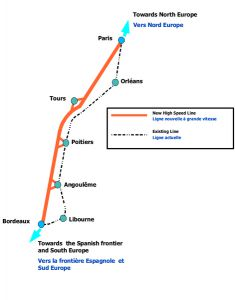 Towards North Europe
Vers Nord Europe
Paris
Orléans
Tours
New High Speed Line
Ligne nouvelle à grande vitesse
Existing Line
Ligne actuelle
Poitiers
Angoulême
Bordeaux
Libourne
Towards the Spanish frontier
and South Europe
Vers la frontière Espagnole et
Sud Europe